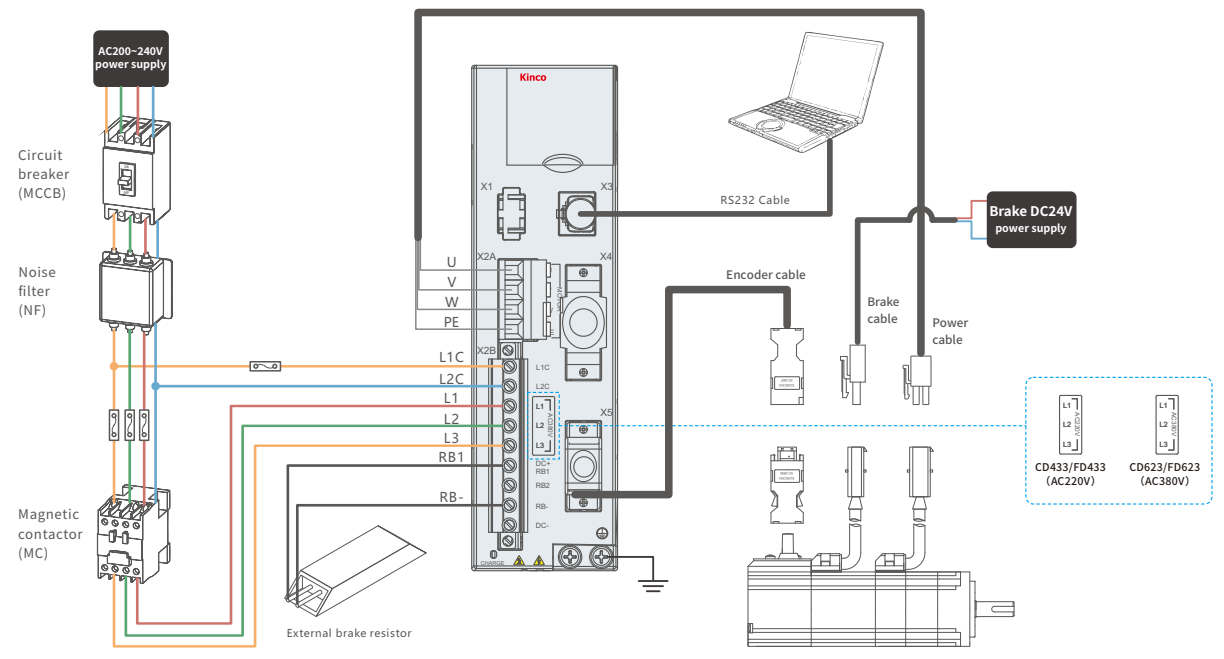 AC200~240V
power supply
Circuit
breaker
(MCCB)
Noise
filter
(NF)
Magnetic
contactor
(MC)
Kinco
X1
X3
X2A
X4
U
V
W
PE
X2B
L1C
L2C
L1
L2
L3
RB1
RB-
L1C
L2C
L1
L2
L3
AC380V
X5
DC+
RB1
RB2
RB-
DC-
CHARGE
External brake resistor
RS232 Cable
Encoder cable
Brake
cable
Power
cable
Brake DC24V
power supply
L1
L2
L3
AC220V
CD433/FD433
(AC220V)
L1
L2
L3
AC380V
CD623/FD623
(AC380V)